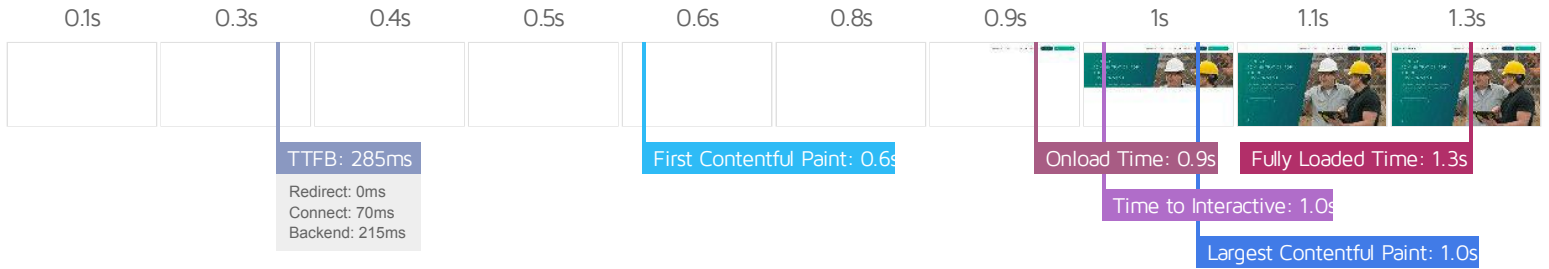 0.1s 0.3s 0.4s 0.5s 0.6s 0.8s 0.9s 1s 1.1s 1.3s
TTFB: 285ms
Redirect: 0ms
Connect: 70ms
Backend: 215ms
First Contentful Paint: 0.6s
Onload Time: 0.9s
Fully Loaded Time: 1.3s
Time to Interactive: 1.0s
Largest Contentful Paint: 1.0s